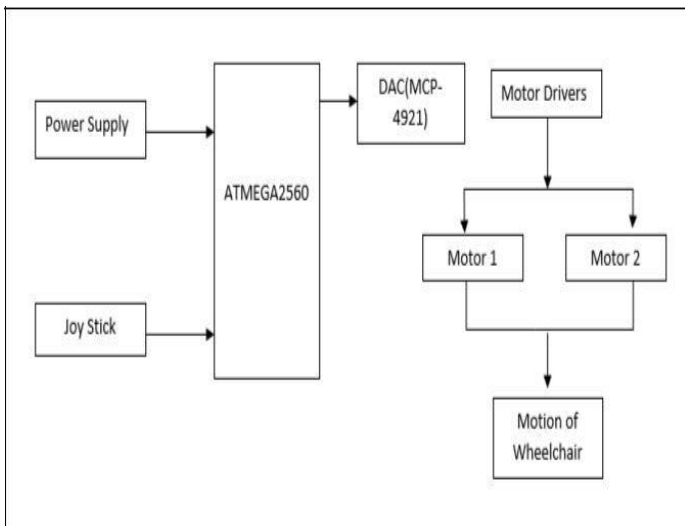 Power Supply
Joy Stick
ATMEGA2560
DAC(MCP-
4921)
Motor Drivers
Motor 1
Motor 2
Motion of
Wheelchair